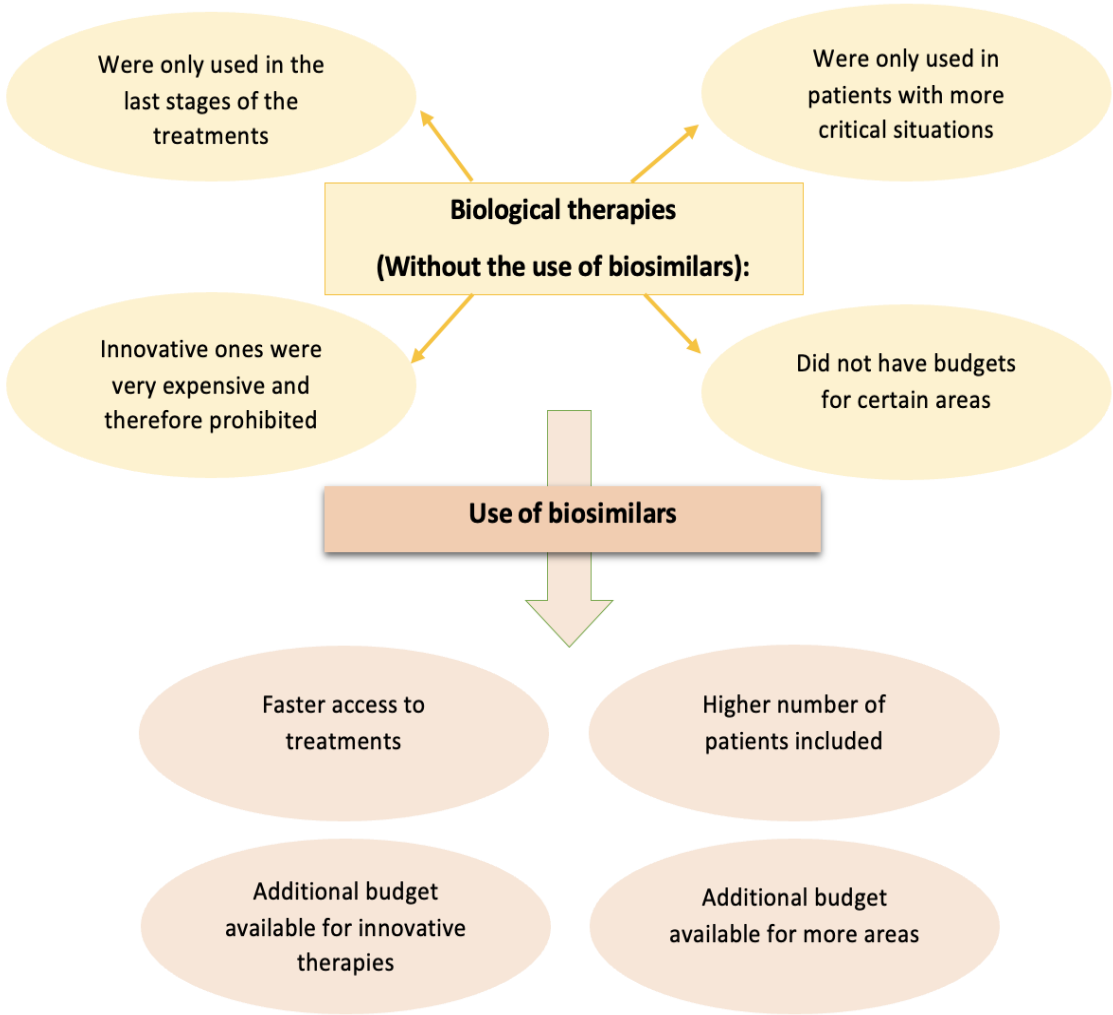 Were only used in the
last stages of the
treatments
Were only used in
patients with more
critical situations
Biological therapies
(Without the use of biosimilars):
Innovative ones were
very expensive and
therefore prohibited
Did not have budgets
for certain areas
Use of biosimilars
Faster access to
treatments
Higher number of
patients included
Additional budget
available for innovative
therapies
Additional budget
available for more areas